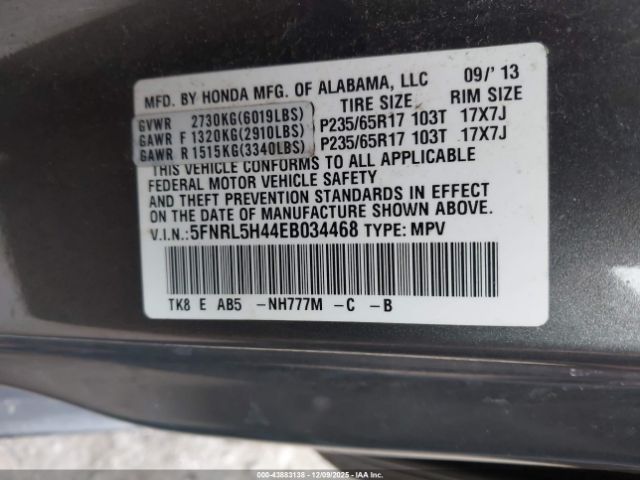 MFD. BY HONDA MFG. OF ALABAMA, LLC 09/'13
TIRE SIZE RIM SIZE
GVWR 2730KG(6019LBS)
GAWR F 1320KG(2910LBS) P235/65R17 103T 17X7J
GAWR R 1515KG(3340LBS) P235/65R17 103T 17X7J
THIS VEHICLE CONFORMS TO ALL APPLICABLE
FEDERAL MOTOR VEHICLE SAFETY
AND THEFT PREVENTION STANDARDS IN EFFECT
ON THE DATE OF MANUFACTURE SHOWN ABOVE.
V.I.N.:5FNRL5H44EB034468 TYPE: MPV
TK8 E AB5 -NH777M -C -B
000-43883138 - 12/09/2025 - IAAI, Inc.